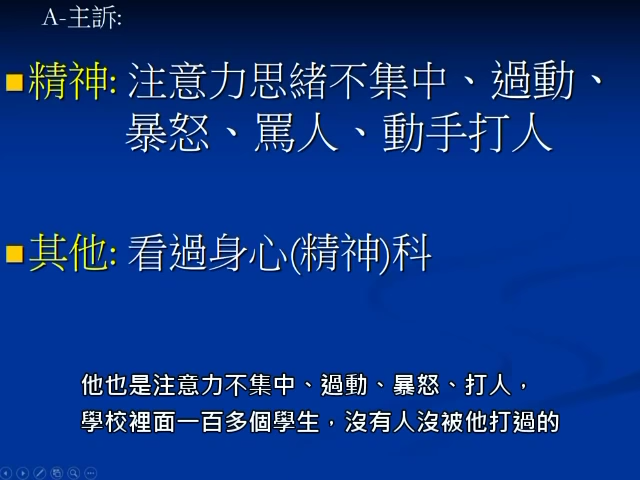 A-主訴:
精神: 注意力思緒不集中、過動、
暴怒、罵人、動手打人
其他: 看過身心(精神)科
他也是注意力不集中、過動、暴怒、打人，
學校裡面一百多個學生，沒有人沒被他打過的